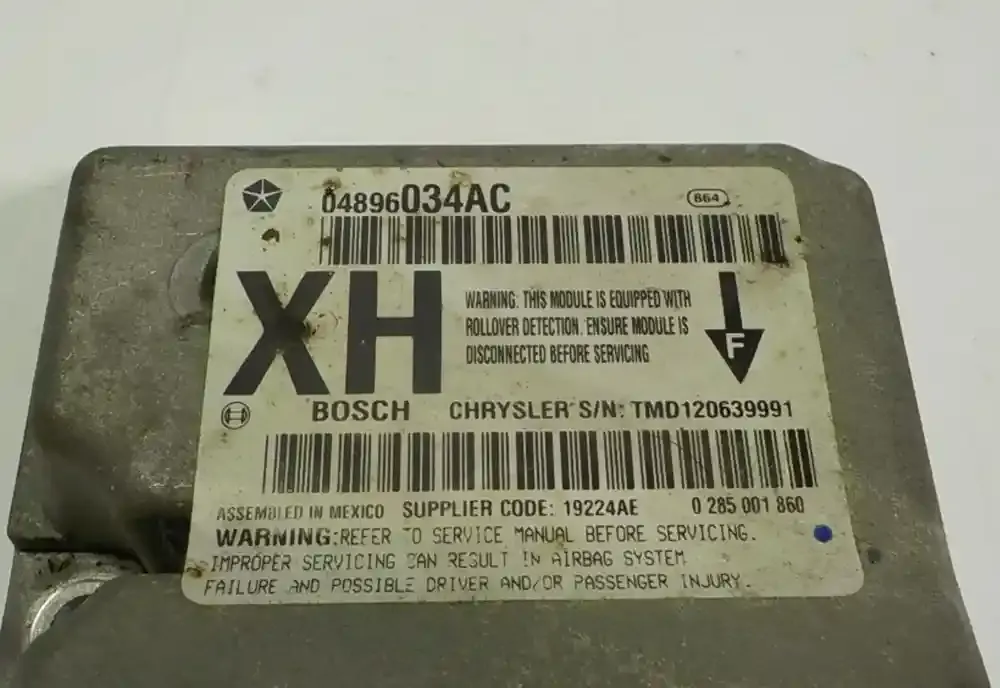 04896034AC
864
XH
WARNING: THIS MODULE IS EQUIPPED WITH
ROLLOVER DETECTION. ENSURE MODULE IS
DISCONNECTED BEFORE SERVICING
F
BOSCH CHRYSLER S/N: TMD120639991
ASSEMBLED IN MEXICO SUPPLIER CODE: 19224AE 0 285 001 860
WARNING:REFER TO SERVICE MANUAL BEFORE SERVICING.
IMPROPER SERVICING CAN RESULT IN AIRBAG SYSTEM
FAILURE AND POSSIBLE DRIVER AND/OR PASSENGER INJURY.